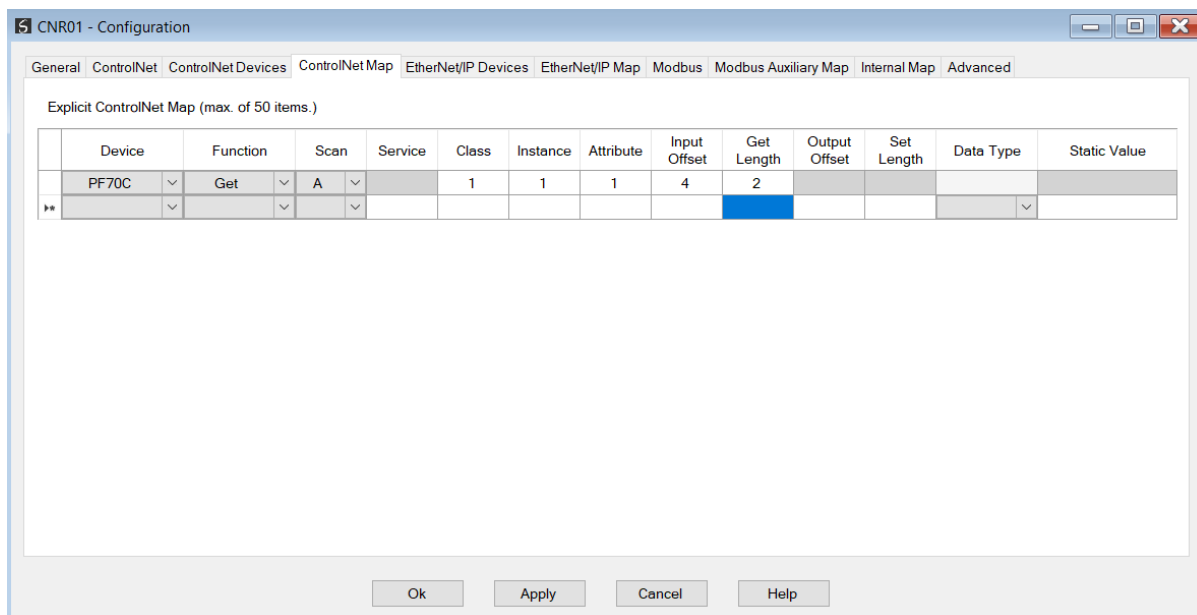 CNR01 - Configuration
General ControlNet ControlNet Devices ControlNet Map EtherNet/IP Devices EtherNet/IP Map Modbus Modbus Auxiliary Map Internal Map Advanced
Explicit ControlNet Map (max. of 50 items.)
Device Function Scan Service Class Instance Attribute Input Offset Get Length Output Offset Set Length Data Type Static Value
PF70C Get A 1 1 1 4 2
Ok Apply Cancel Help